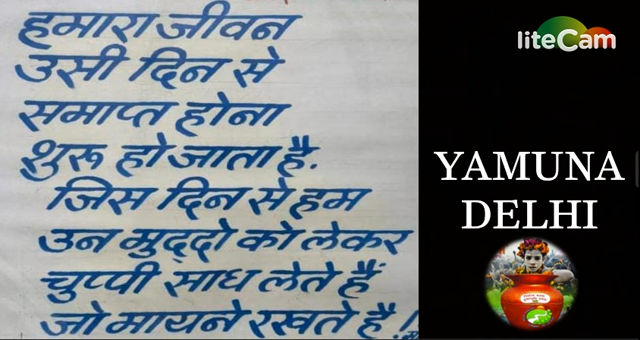 हमारा जीवन
उसी दिन से
समाप्त होना
शुरू हो जाता है.
जिस दिन से हम
उन मुद्दो को लेकर
चुप्पी साध लेते हैं
जो मायने रखते है!
liteCam
YAMUNA
DELHI